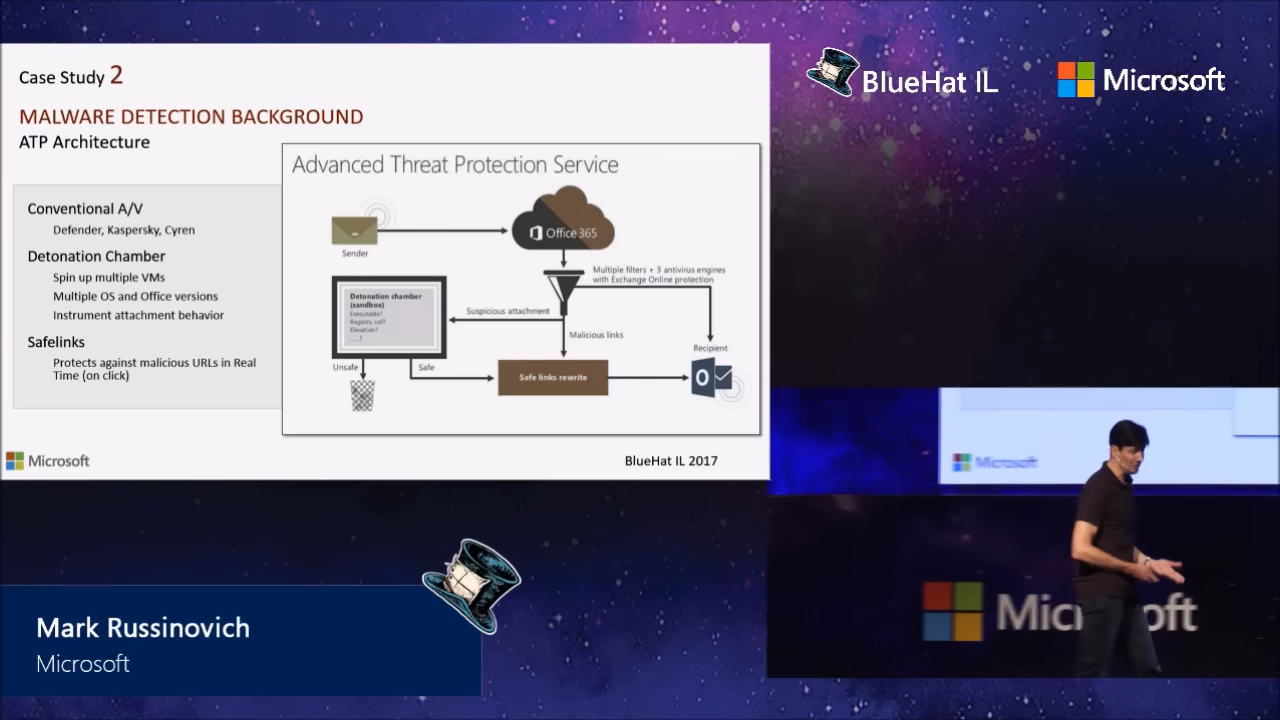 Case Study 2
MALWARE DETECTION BACKGROUND
ATP Architecture
Conventional A/V
Defender, Kaspersky, Cyren
Detonation Chamber
Spin up multiple VMs
Multiple OS and Office versions
Instrument attachment behavior
Safelinks
Protects against malicious URLs in Real
Time (on click)
Advanced Threat Protection Service
Sender
Office 365
Multiple filters + 3 antivirus engines
with Exchange Online protection
Detonation chamber
(sandbox)
Executable?
Registry call?
Elevation?
.....?
Suspicious attachment
Malicious links
Recipient
Unsafe
Safe
Safe links rewrite
Microsoft
BlueHat IL 2017
BlueHat IL
Microsoft
Microsoft
Mic oft
Mark Russinovich
Microsoft